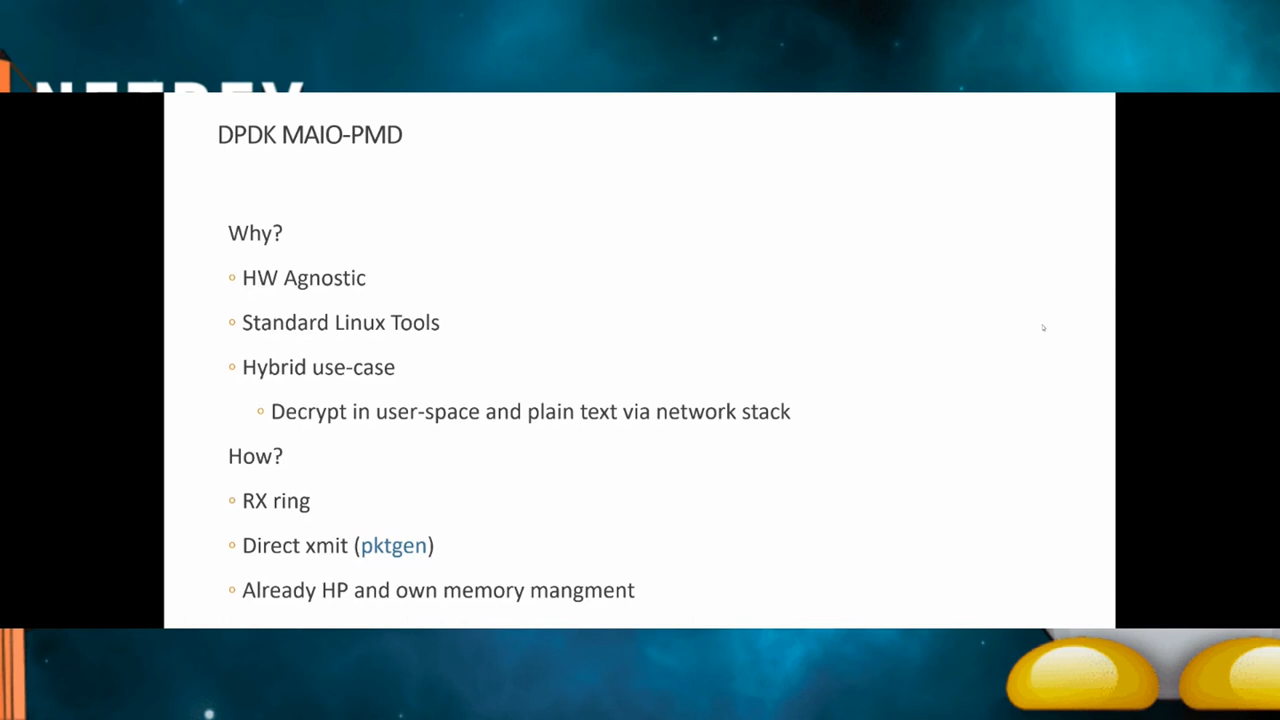 NETDEV
DPDK MAIO-PMD
Why?
◦ HW Agnostic
◦ Standard Linux Tools
◦ Hybrid use-case
◦ Decrypt in user-space and plain text via network stack
How?
◦ RX ring
◦ Direct xmit (pktgen)
◦ Already HP and own memory mangment